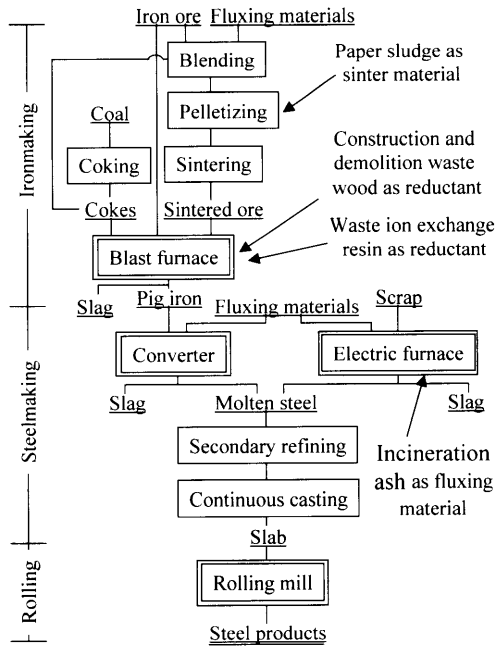 Iron ore Fluxing materials
Blending
Paper sludge as
sinter material
Pelletizing
Coal
Coking
Sintering
Construction and
demolition waste
wood as reductant
Cokes
Sintered ore
Waste ion exchange
resin as reductant
Blast furnace
Ironmaking
Slag
Pig iron
Fluxing materials
Scrap
Converter
Electric furnace
Slag
Molten steel
Slag
Steelmaking
Secondary refining
Incineration
ash as fluxing
material
Continuous casting
Slab
Rolling
Rolling mill
Steel products